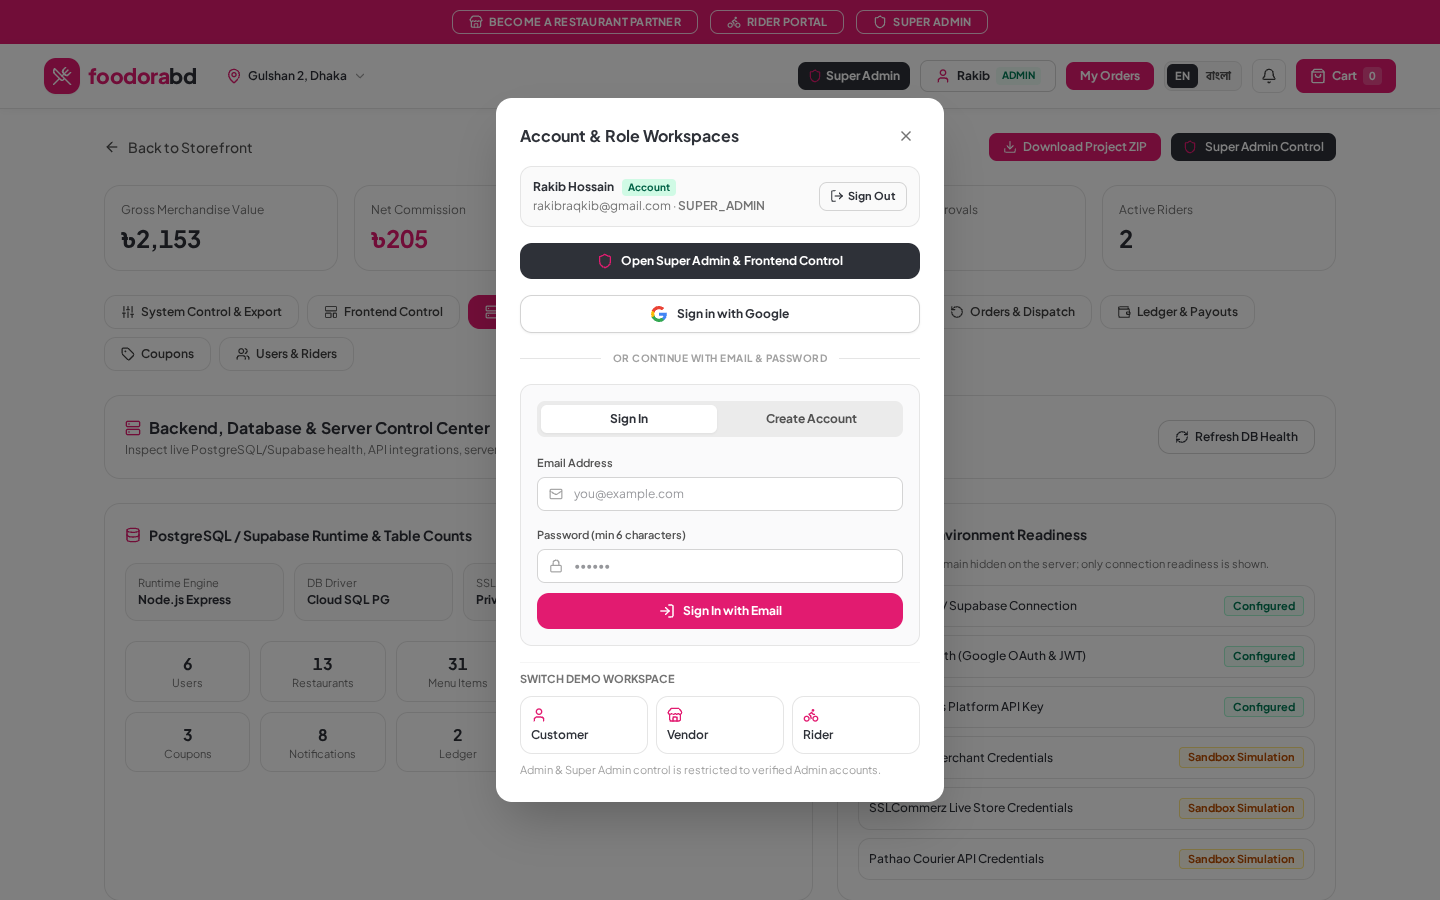 BECOME A RESTAURANT PARTNER
RIDER PORTAL
SUPER ADMIN
foodorabd
Gulshan 2, Dhaka
Super Admin
Rakib ADMIN
My Orders
EN বাংলা
Cart 0
Back to Storefront
Download Project ZIP
Super Admin Control
Account & Role Workspaces
Rakib Hossain Account
rakibraqkib@gmail.com · SUPER_ADMIN
Sign Out
Open Super Admin & Frontend Control
Sign in with Google
OR CONTINUE WITH EMAIL & PASSWORD
Sign In
Create Account
Email Address
you@example.com
Password (min 6 characters)
••••••
Sign In with Email
SWITCH DEMO WORKSPACE
Customer
Vendor
Rider
Admin & Super Admin control is restricted to verified Admin accounts.
Gross Merchandise Value
৳2,153
Net Commission
৳205
Active Riders
2
System Control & Export
Frontend Control
Orders & Dispatch
Ledger & Payouts
Coupons
Users & Riders
Backend, Database & Server Control Center
Inspect live PostgreSQL/Supabase health, API integrations,
Refresh DB Health
PostgreSQL / Supabase Runtime & Table Counts
Runtime Engine
Node.js Express
DB Driver
Cloud SQL PG
6
Users
13
Restaurants
31
Menu Items
3
Coupons
8
Notifications
2
Ledger
Readiness
hidden on the server; only connection readiness is shown.
/ Supabase Connection
Configured
(Google OAuth & JWT)
Configured
Platform API Key
Configured
Credentials
Sandbox Simulation
SSLCommerz Live Store Credentials
Sandbox Simulation
Pathao Courier API Credentials
Sandbox Simulation